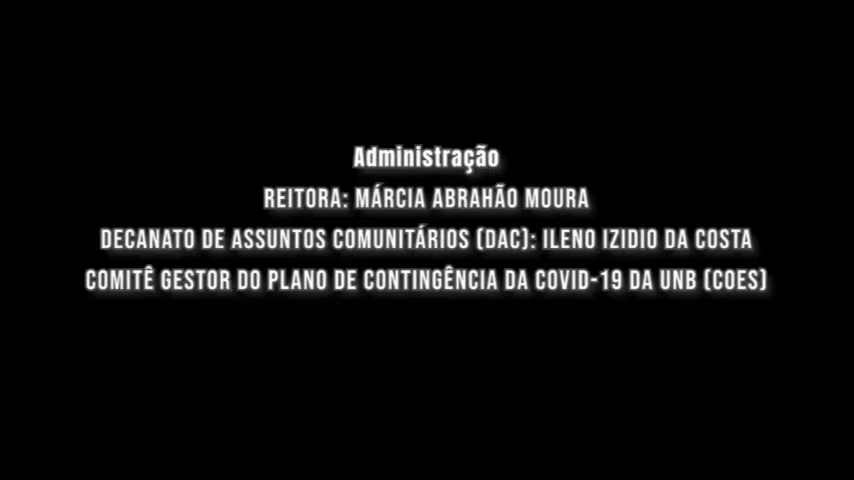 Administração
REITORA: MÁRCIA ABRAHÃO MOURA
DECANATO DE ASSUNTOS COMUNITÁRIOS (DAC): ILENO IZIDIO DA COSTA
COMITÊ GESTOR DO PLANO DE CONTINGÊNCIA DA COVID-19 DA UNB (COES)